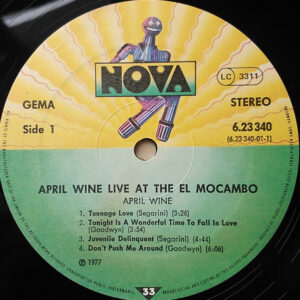 NOVA
LC 3311
GEMA
STEREO
Side 1
6.23 340
(6.23 340-01-1)
APRIL WINE LIVE AT THE EL MOCAMBO
APRIL WINE
1. Teenage Love (Segarini) [3:26]
2. Tonight Is A Wonderful Time To Fall In Love
(Goodwyn) 3:54
3. Juvenile Delinquent (Segarini) 4:44
4. Don't Push Me Around (Goodwyn) 6:06
℗ 1977
33